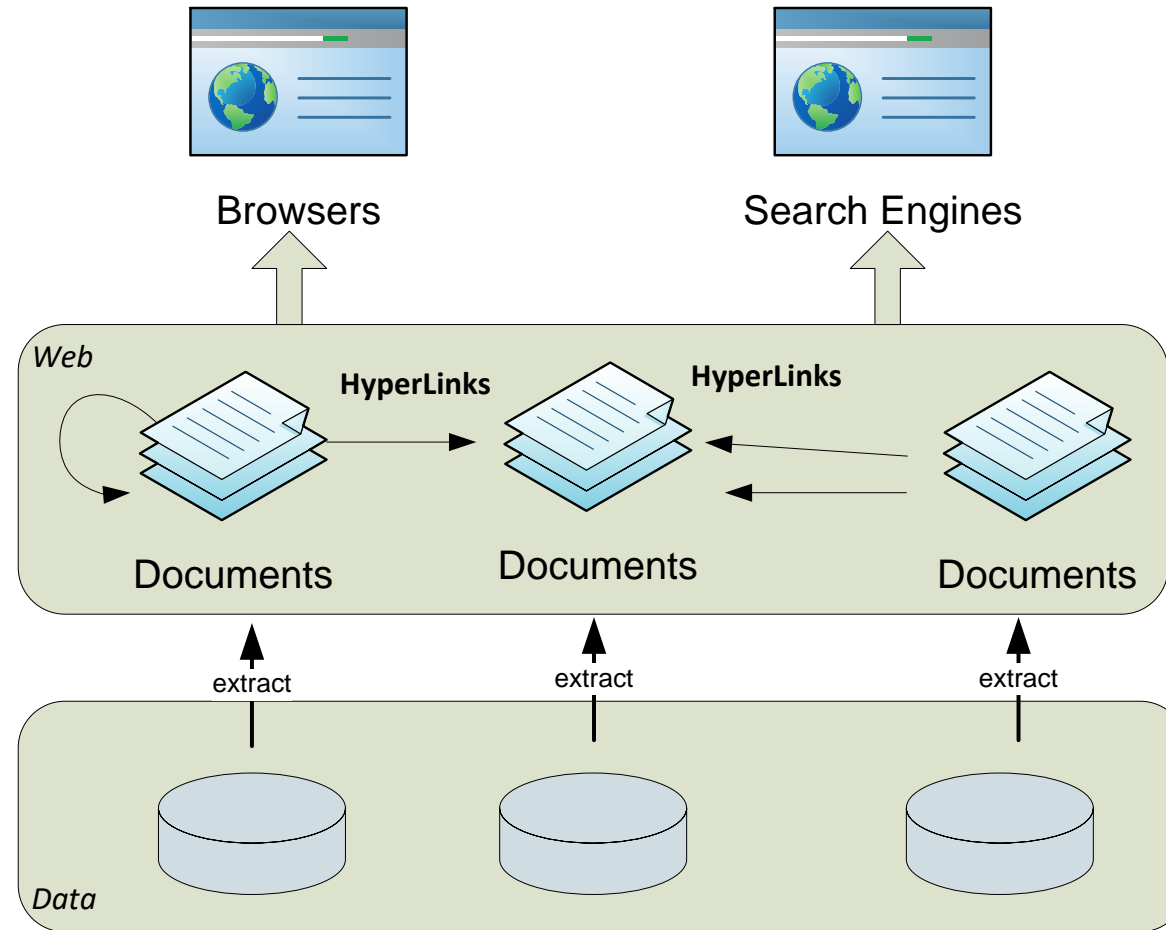 Browsers
Search Engines
Web
HyperLinks
HyperLinks
Documents
Documents
Documents
extract
extract
extract
Data